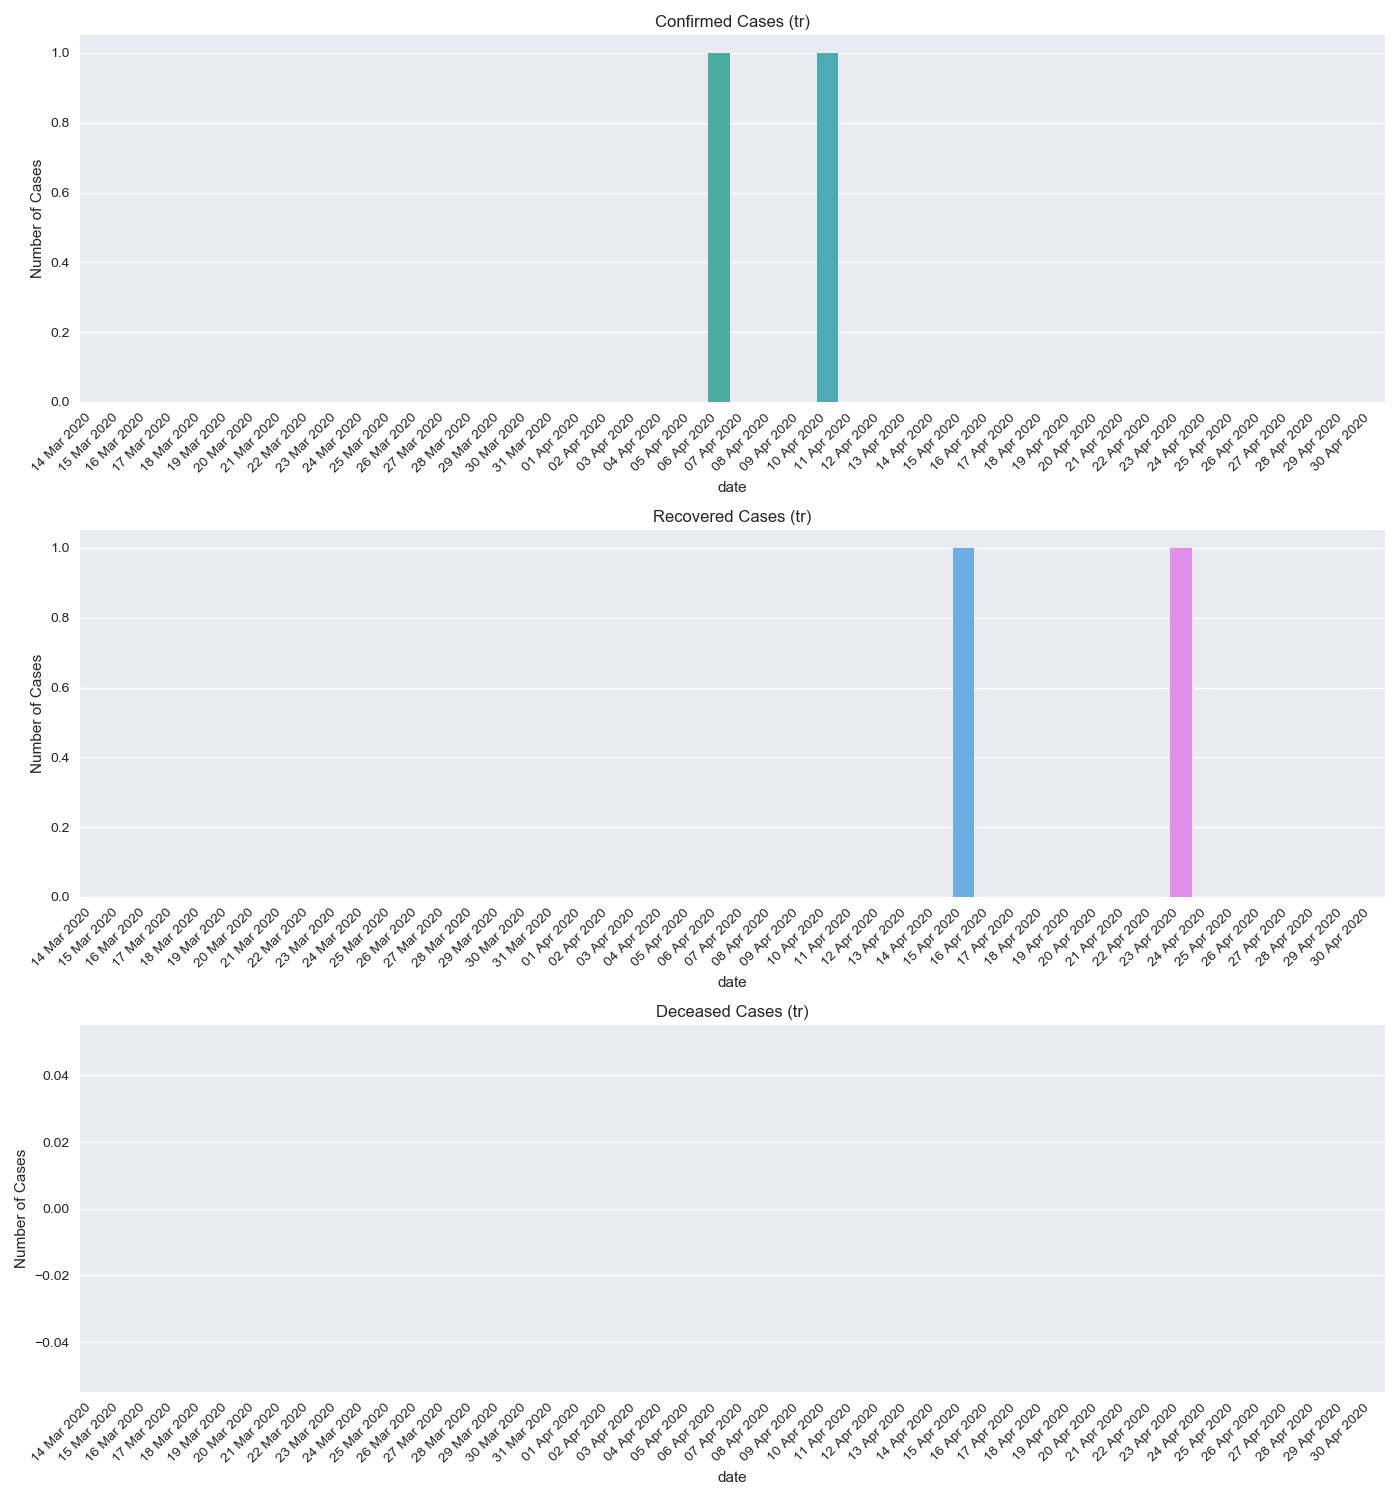 Confirmed Cases (tr)
1.0
0.8
0.6
0.4
0.2
0.0
Number of Cases
14 Mar 2020
15 Mar 2020
16 Mar 2020
17 Mar 2020
18 Mar 2020
19 Mar 2020
20 Mar 2020
21 Mar 2020
22 Mar 2020
23 Mar 2020
24 Mar 2020
25 Mar 2020
26 Mar 2020
27 Mar 2020
28 Mar 2020
29 Mar 2020
30 Mar 2020
31 Mar 2020
01 Apr 2020
02 Apr 2020
03 Apr 2020
04 Apr 2020
05 Apr 2020
06 Apr 2020
07 Apr 2020
08 Apr 2020
09 Apr 2020
10 Apr 2020
11 Apr 2020
12 Apr 2020
13 Apr 2020
14 Apr 2020
15 Apr 2020
16 Apr 2020
17 Apr 2020
18 Apr 2020
19 Apr 2020
20 Apr 2020
21 Apr 2020
22 Apr 2020
23 Apr 2020
24 Apr 2020
25 Apr 2020
26 Apr 2020
27 Apr 2020
28 Apr 2020
29 Apr 2020
30 Apr 2020
date
Recovered Cases (tr)
1.0
0.8
0.6
0.4
0.2
0.0
Number of Cases
14 Mar 2020
15 Mar 2020
16 Mar 2020
17 Mar 2020
18 Mar 2020
19 Mar 2020
20 Mar 2020
21 Mar 2020
22 Mar 2020
23 Mar 2020
24 Mar 2020
25 Mar 2020
26 Mar 2020
27 Mar 2020
28 Mar 2020
29 Mar 2020
30 Mar 2020
31 Mar 2020
01 Apr 2020
02 Apr 2020
03 Apr 2020
04 Apr 2020
05 Apr 2020
06 Apr 2020
07 Apr 2020
08 Apr 2020
09 Apr 2020
10 Apr 2020
11 Apr 2020
12 Apr 2020
13 Apr 2020
14 Apr 2020
15 Apr 2020
16 Apr 2020
17 Apr 2020
18 Apr 2020
19 Apr 2020
20 Apr 2020
21 Apr 2020
22 Apr 2020
23 Apr 2020
24 Apr 2020
25 Apr 2020
26 Apr 2020
27 Apr 2020
28 Apr 2020
29 Apr 2020
30 Apr 2020
date
Deceased Cases (tr)
0.04
0.02
0.00
−0.02
−0.04
Number of Cases
14 Mar 2020
15 Mar 2020
16 Mar 2020
17 Mar 2020
18 Mar 2020
19 Mar 2020
20 Mar 2020
21 Mar 2020
22 Mar 2020
23 Mar 2020
24 Mar 2020
25 Mar 2020
26 Mar 2020
27 Mar 2020
28 Mar 2020
29 Mar 2020
30 Mar 2020
31 Mar 2020
01 Apr 2020
02 Apr 2020
03 Apr 2020
04 Apr 2020
05 Apr 2020
06 Apr 2020
07 Apr 2020
08 Apr 2020
09 Apr 2020
10 Apr 2020
11 Apr 2020
12 Apr 2020
13 Apr 2020
14 Apr 2020
15 Apr 2020
16 Apr 2020
17 Apr 2020
18 Apr 2020
19 Apr 2020
20 Apr 2020
21 Apr 2020
22 Apr 2020
23 Apr 2020
24 Apr 2020
25 Apr 2020
26 Apr 2020
27 Apr 2020
28 Apr 2020
29 Apr 2020
30 Apr 2020
date